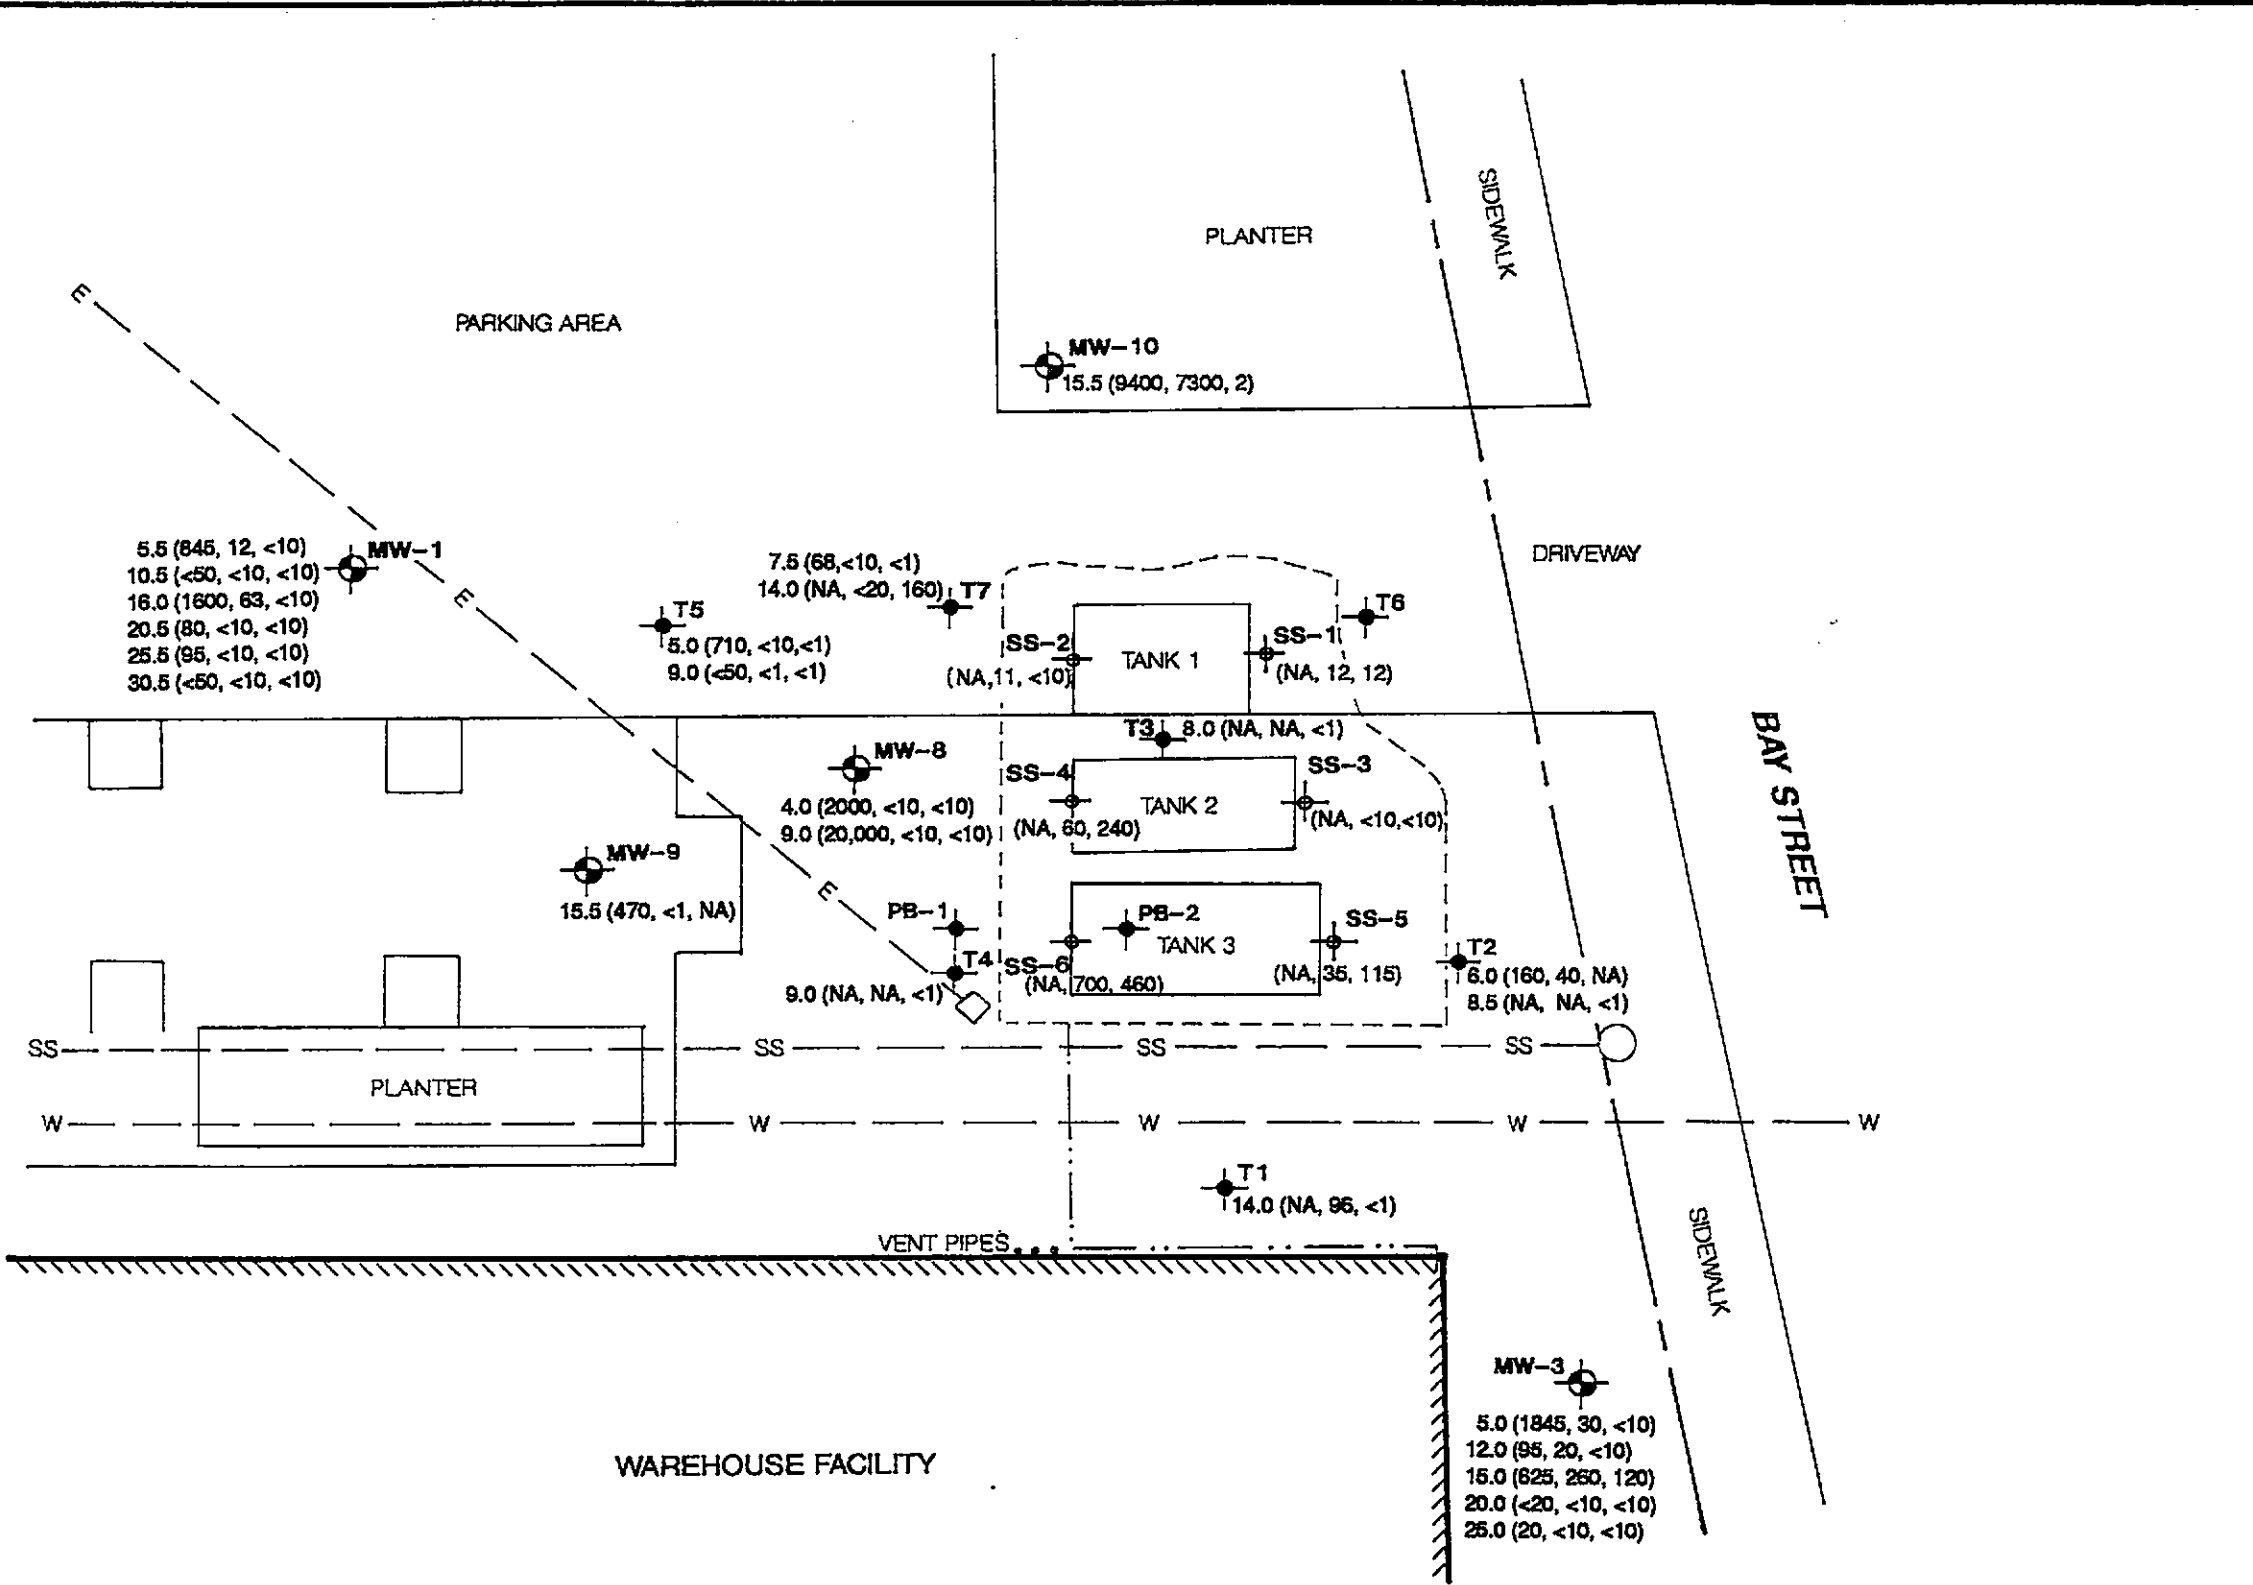 SIDEWALK
PLANTER
E
PARKING AREA
MW-10
15.5 (9400, 7300, 2)
MW-1
5.5 (845, 12, <10)
10.5 (<50, <10, <10)
16.0 (1600, 63, <10)
20.5 (80, <10, <10)
25.5 (95, <10, <10)
30.5 (<50, <10, <10)
E
T5
5.0 (710, <10,<1)
9.0 (<50, <1, <1)
7.5 (68,<10, <1)
14.0 (NA, <20, 160)
T7
DRIVEWAY
T6
SS-2
(NA,11, <10)
TANK 1
SS-1
(NA, 12, 12)
T3
8.0 (NA, NA, <1)
BAY STREET
MW-8
4.0 (2000, <10, <10)
9.0 (20,000, <10, <10)
SS-4
(NA, 60, 240)
TANK 2
SS-3
(NA, <10,<10)
MW-9
15.5 (470, <1, NA)
E
PB-1
T4
9.0 (NA, NA, <1)
PB-2
TANK 3
SS-6
(NA, 700, 460)
SS-5
(NA, 35, 115)
T2
6.0 (160, 40, NA)
8.5 (NA, NA, <1)
SS
SS
SS
SS
PLANTER
W
W
W
W
W
T1
14.0 (NA, 96, <1)
VENT PIPES
SIDEWALK
WAREHOUSE FACILITY
MW-3
5.0 (1845, 30, <10)
12.0 (95, 20, <10)
15.0 (625, 260, 120)
20.0 (<20, <10, <10)
25.0 (20, <10, <10)